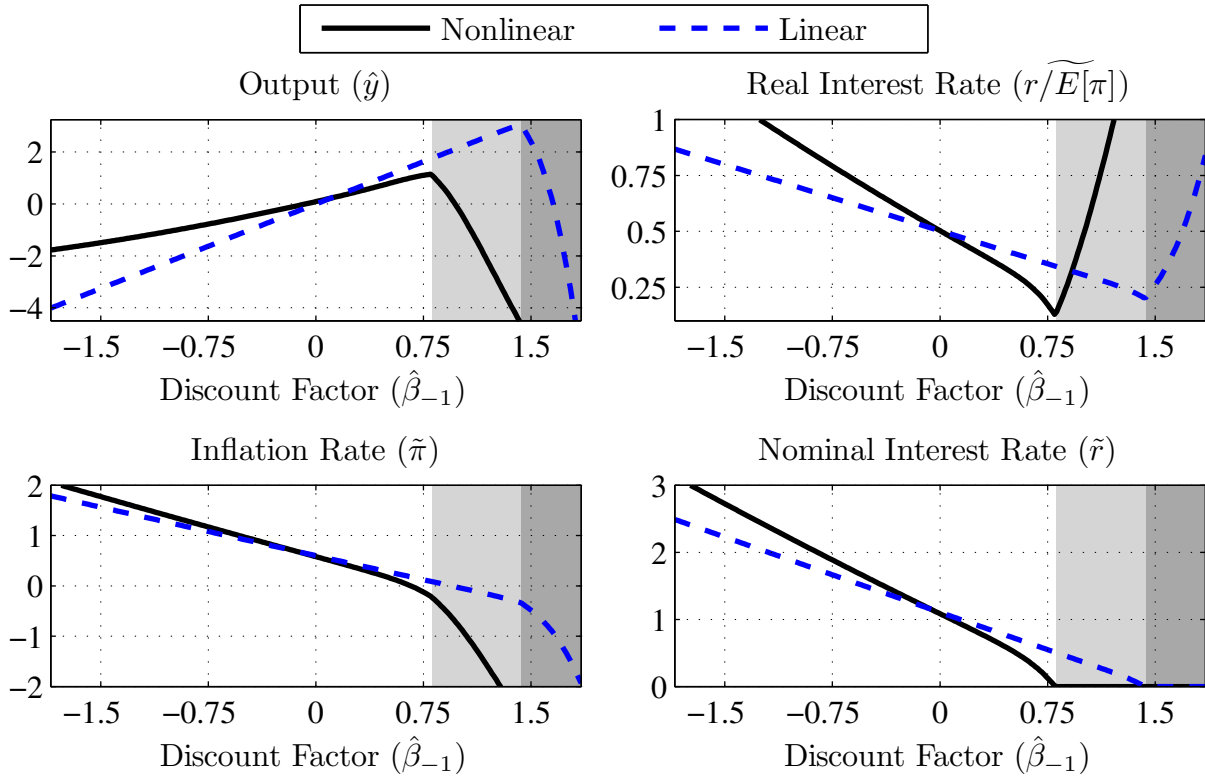 Nonlinear Linear
Output (ŷ)
2
0
−2
−4
−1.5 −0.75 0 0.75 1.5
Discount Factor (β̂₋₁)
Real Interest Rate (r/E[π]~)
1
0.75
0.5
0.25
−1.5 −0.75 0 0.75 1.5
Discount Factor (β̂₋₁)
Inflation Rate (π̃)
2
1
0
−1
−2
−1.5 −0.75 0 0.75 1.5
Discount Factor (β̂₋₁)
Nominal Interest Rate (r̃)
3
2
1
0
−1.5 −0.75 0 0.75 1.5
Discount Factor (β̂₋₁)